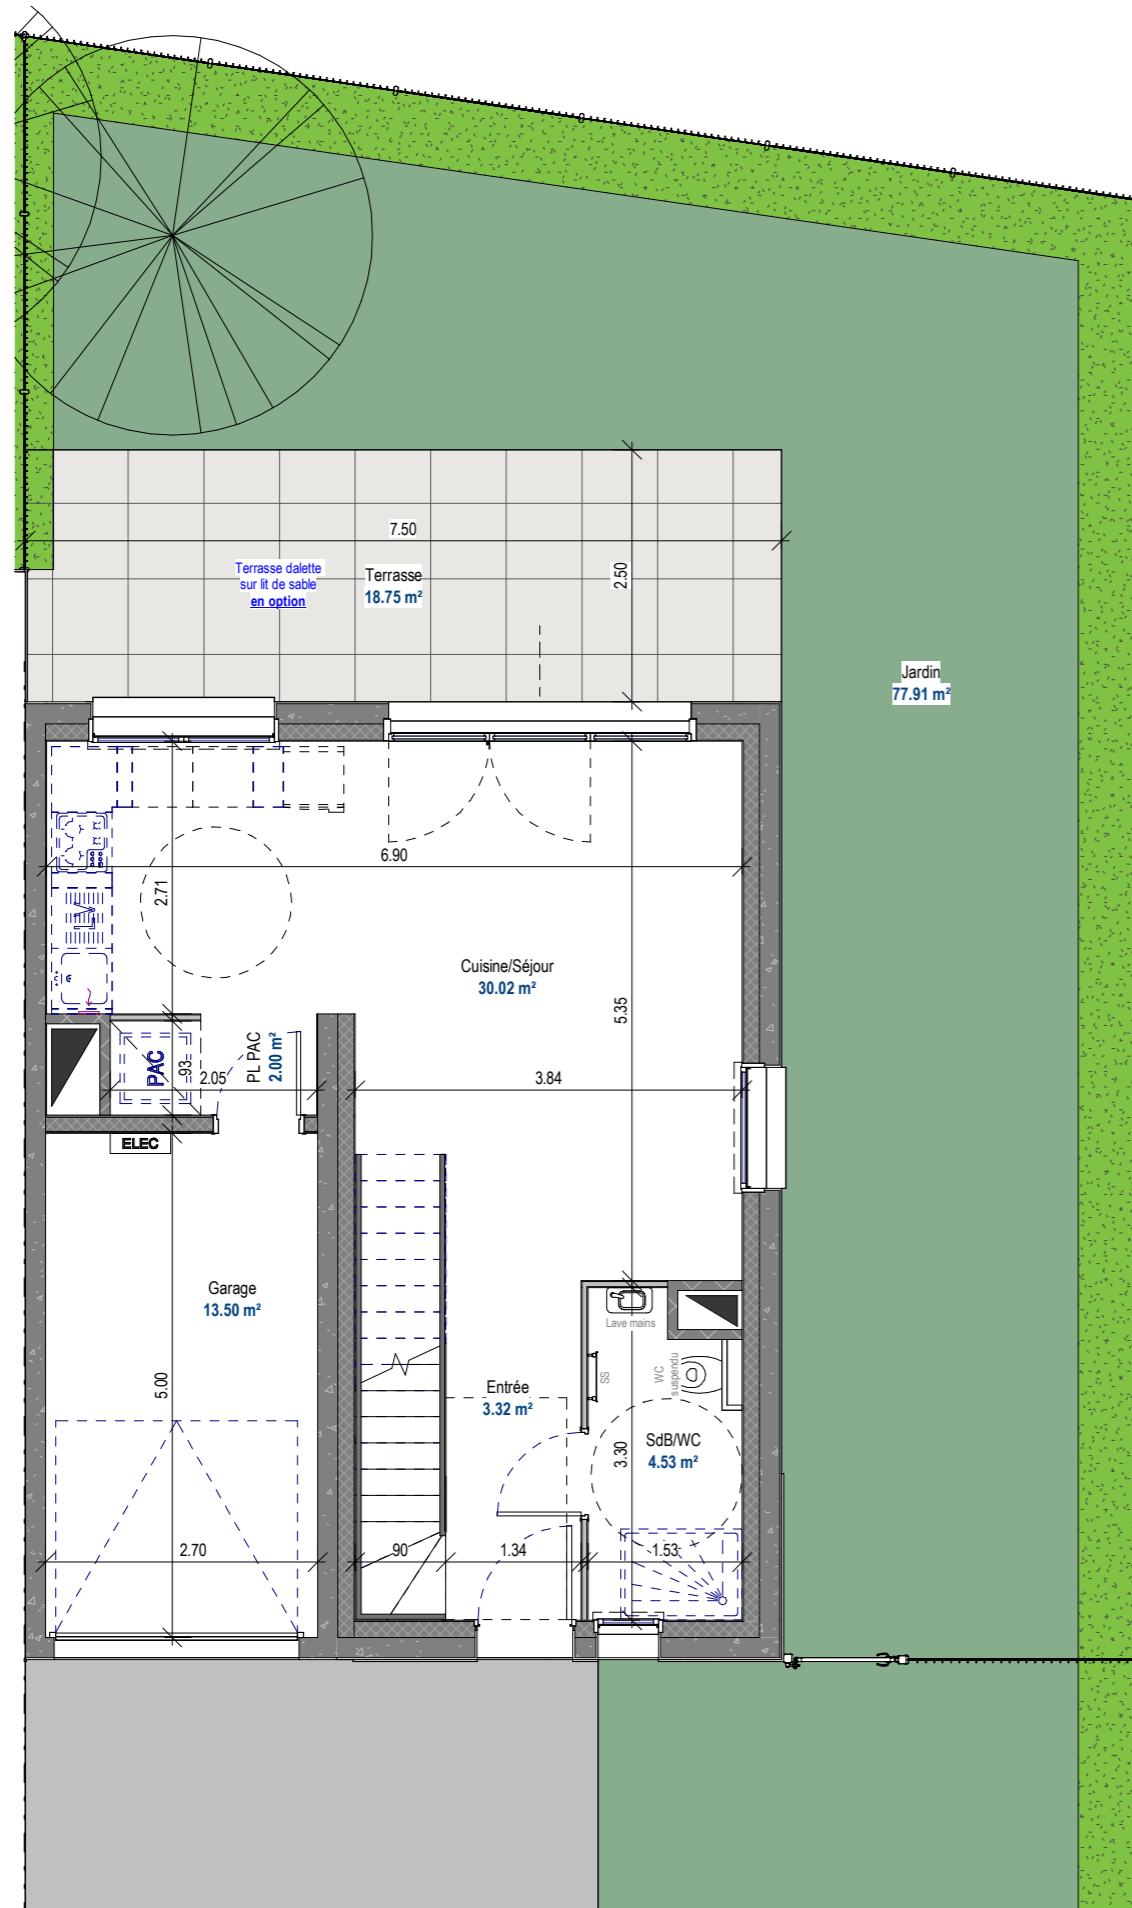 7.50
Terrasse dalette
sur lit de sable
en option
Terrasse
18.75 m²
2.50
Jardin
77.91 m²
6.90
2.71
LV
Cuisine/Séjour
30.02 m²
5.35
PAC
93
2.05
PL PAC
2.00 m²
3.84
ELEC
Garage
13.50 m²
5.00
2.70
Lave mains
SS
WC
suspendu
Entrée
3.32 m²
SdB/WC
4.53 m²
3.30
90
1.34
1.53